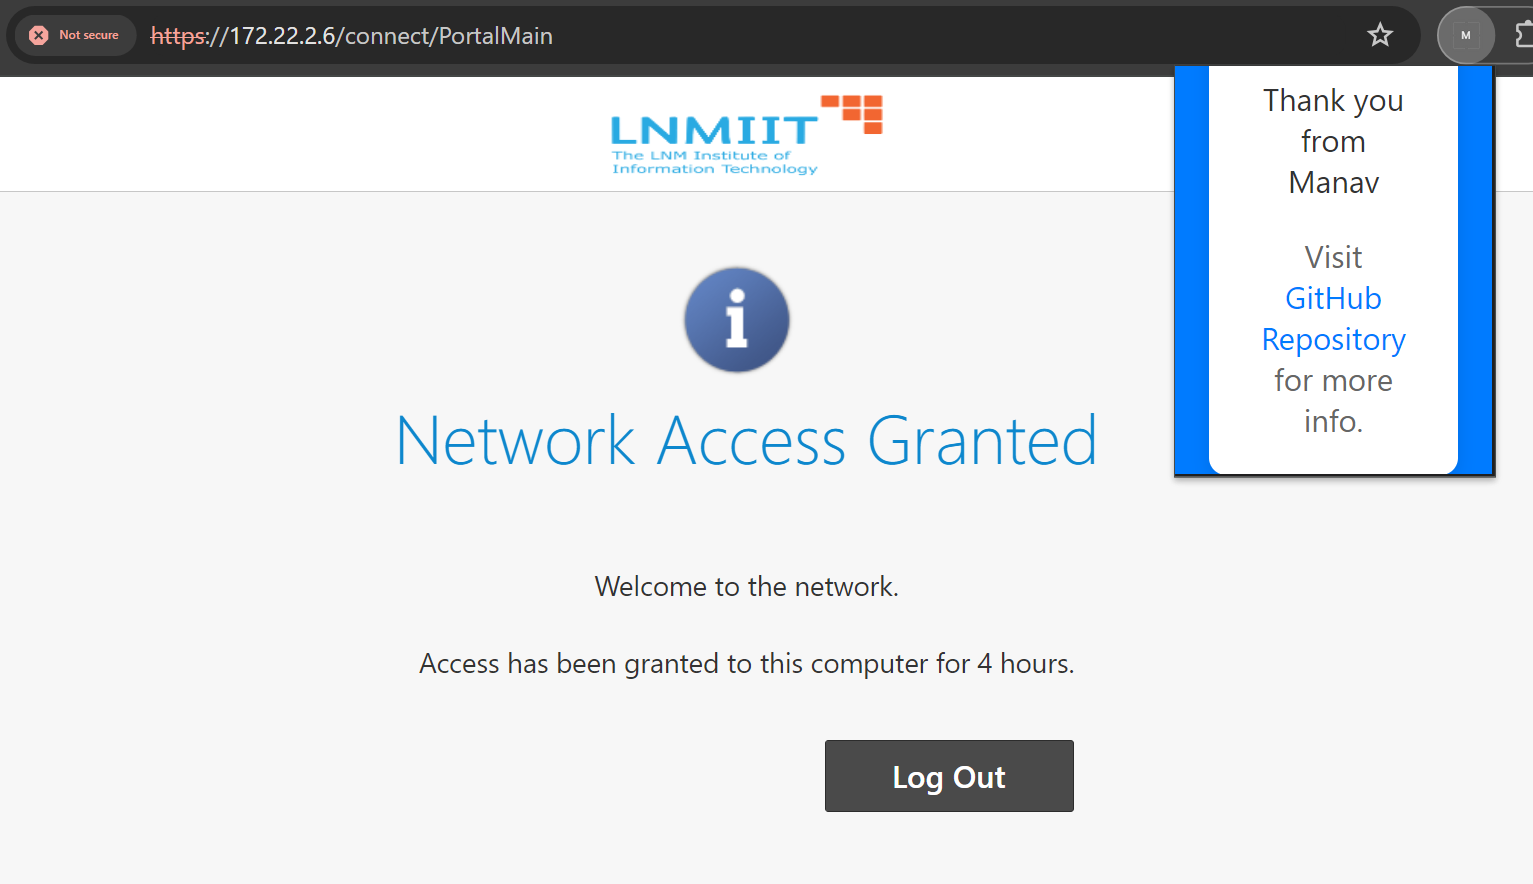 Not secure
https://172.22.2.6/connect/PortalMain
M
LNMIIT
The LNM Institute of
Information Technology
Thank you
from
Manav
Visit
GitHub
Repository
for more
info.
Network Access Granted
Welcome to the network.
Access has been granted to this computer for 4 hours.
Log Out